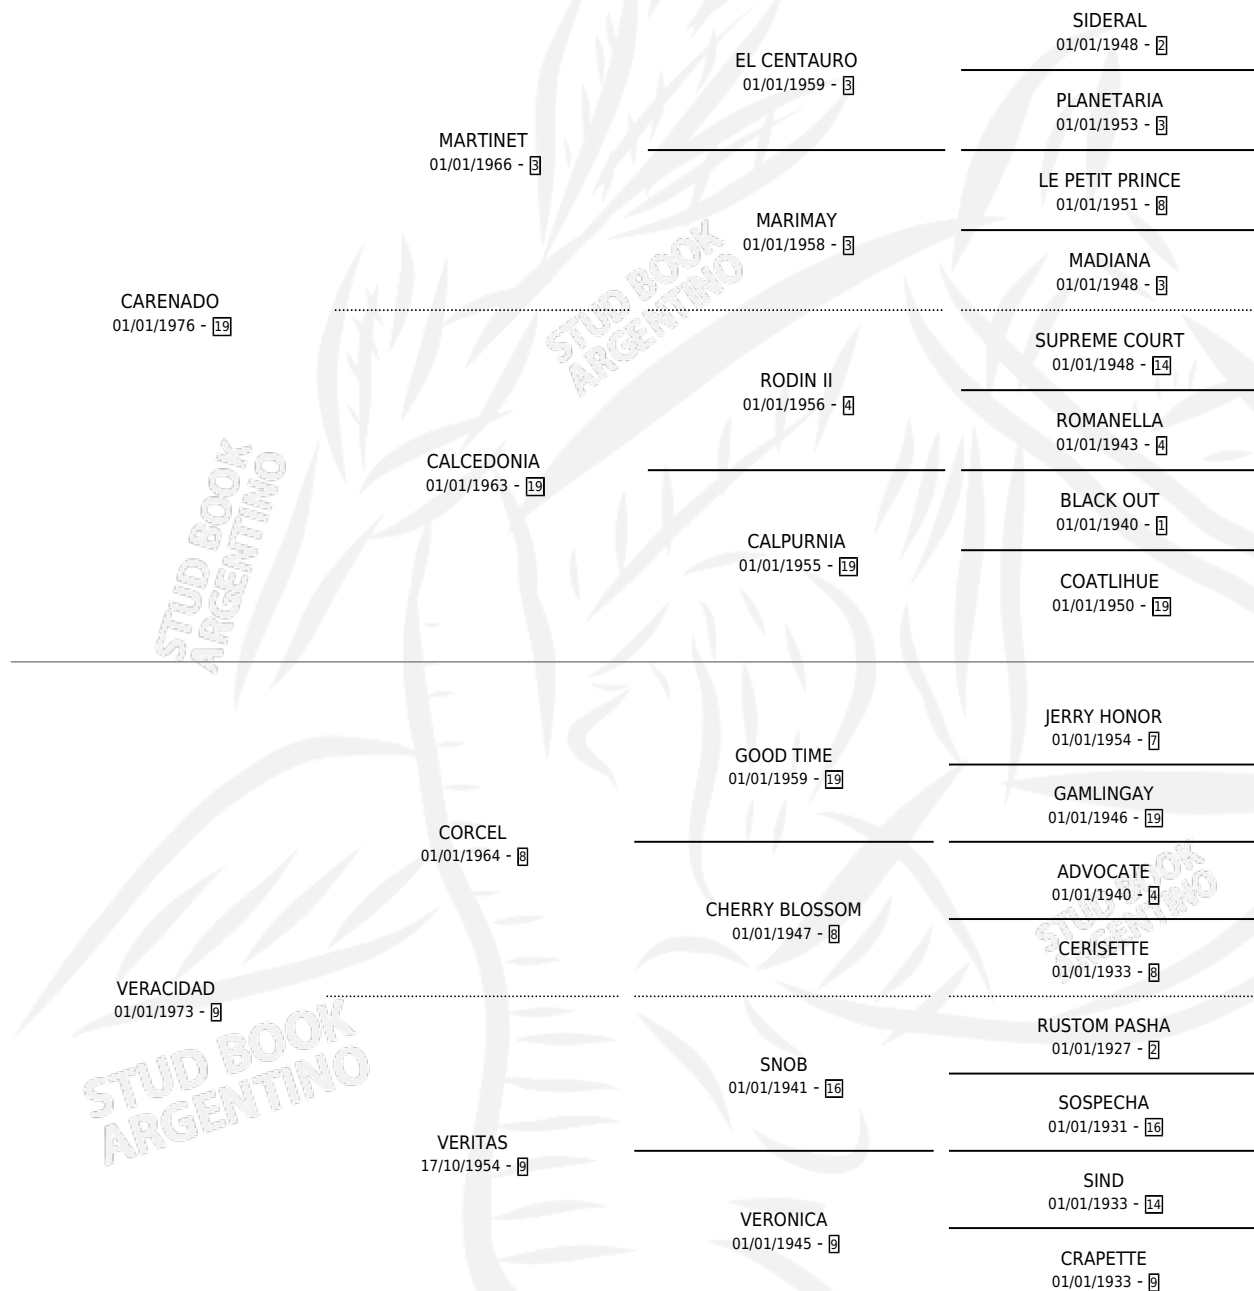 SIDERAL
01/01/1948 - 2
EL CENTAURO
01/01/1959 - 3
PLANETARIA
01/01/1953 - 3
MARTINET
01/01/1966 - 3
LE PETIT PRINCE
01/01/1951 - 8
MARIMAY
01/01/1958 - 3
MADIANA
01/01/1948 - 3
CARENADO
01/01/1976 - 19
SUPREME COURT
01/01/1948 - 14
RODIN II
01/01/1956 - 4
ROMANELLA
01/01/1943 - 4
CALCEDONIA
01/01/1963 - 19
BLACK OUT
01/01/1940 - 1
CALPURNIA
01/01/1955 - 19
COATLIHUE
01/01/1950 - 19
JERRY HONOR
01/01/1954 - 7
GOOD TIME
01/01/1959 - 19
GAMLINGAY
01/01/1946 - 19
CORCEL
01/01/1964 - 8
ADVOCATE
01/01/1940 - 4
CHERRY BLOSSOM
01/01/1947 - 8
CERISETTE
01/01/1933 - 8
VERACIDAD
01/01/1973 - 9
RUSTOM PASHA
01/01/1927 - 2
SNOB
01/01/1941 - 16
SOSPECHA
01/01/1931 - 16
VERITAS
17/10/1954 - 9
SIND
01/01/1933 - 14
VERONICA
01/01/1945 - 9
CRAPETTE
01/01/1933 - 9
STUD BOOK
ARGENTINO
STUD BOOK
ARGENTINO
STUD BOOK
ARGENTINO
STUD BOOK
ARGENTINO